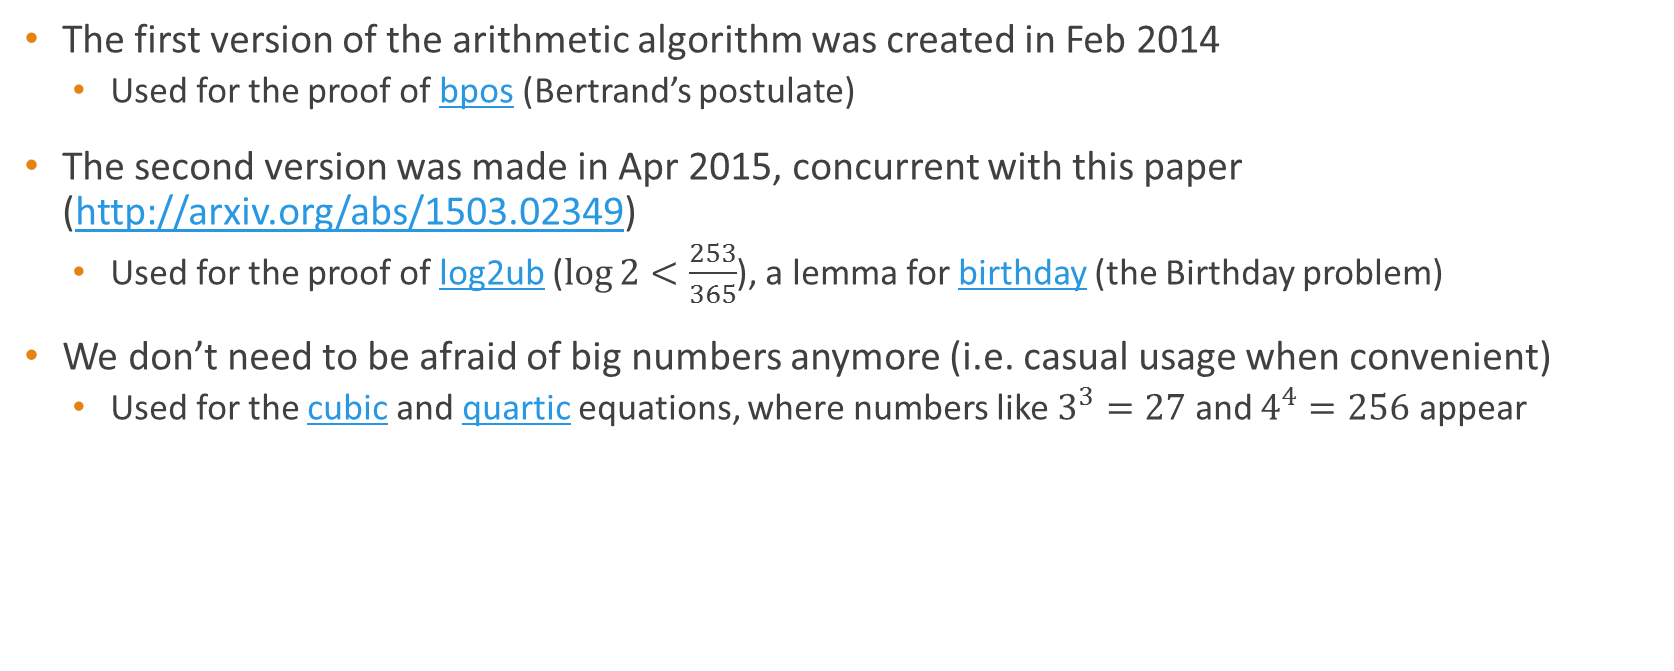 • The first version of the arithmetic algorithm was created in Feb 2014
• Used for the proof of bpos (Bertrand’s postulate)
• The second version was made in Apr 2015, concurrent with this paper
(http://arxiv.org/abs/1503.02349)
• Used for the proof of log2ub (log 2 < 253/365), a lemma for birthday (the Birthday problem)
• We don’t need to be afraid of big numbers anymore (i.e. casual usage when convenient)
• Used for the cubic and quartic equations, where numbers like 3³ = 27 and 4⁴ = 256 appear